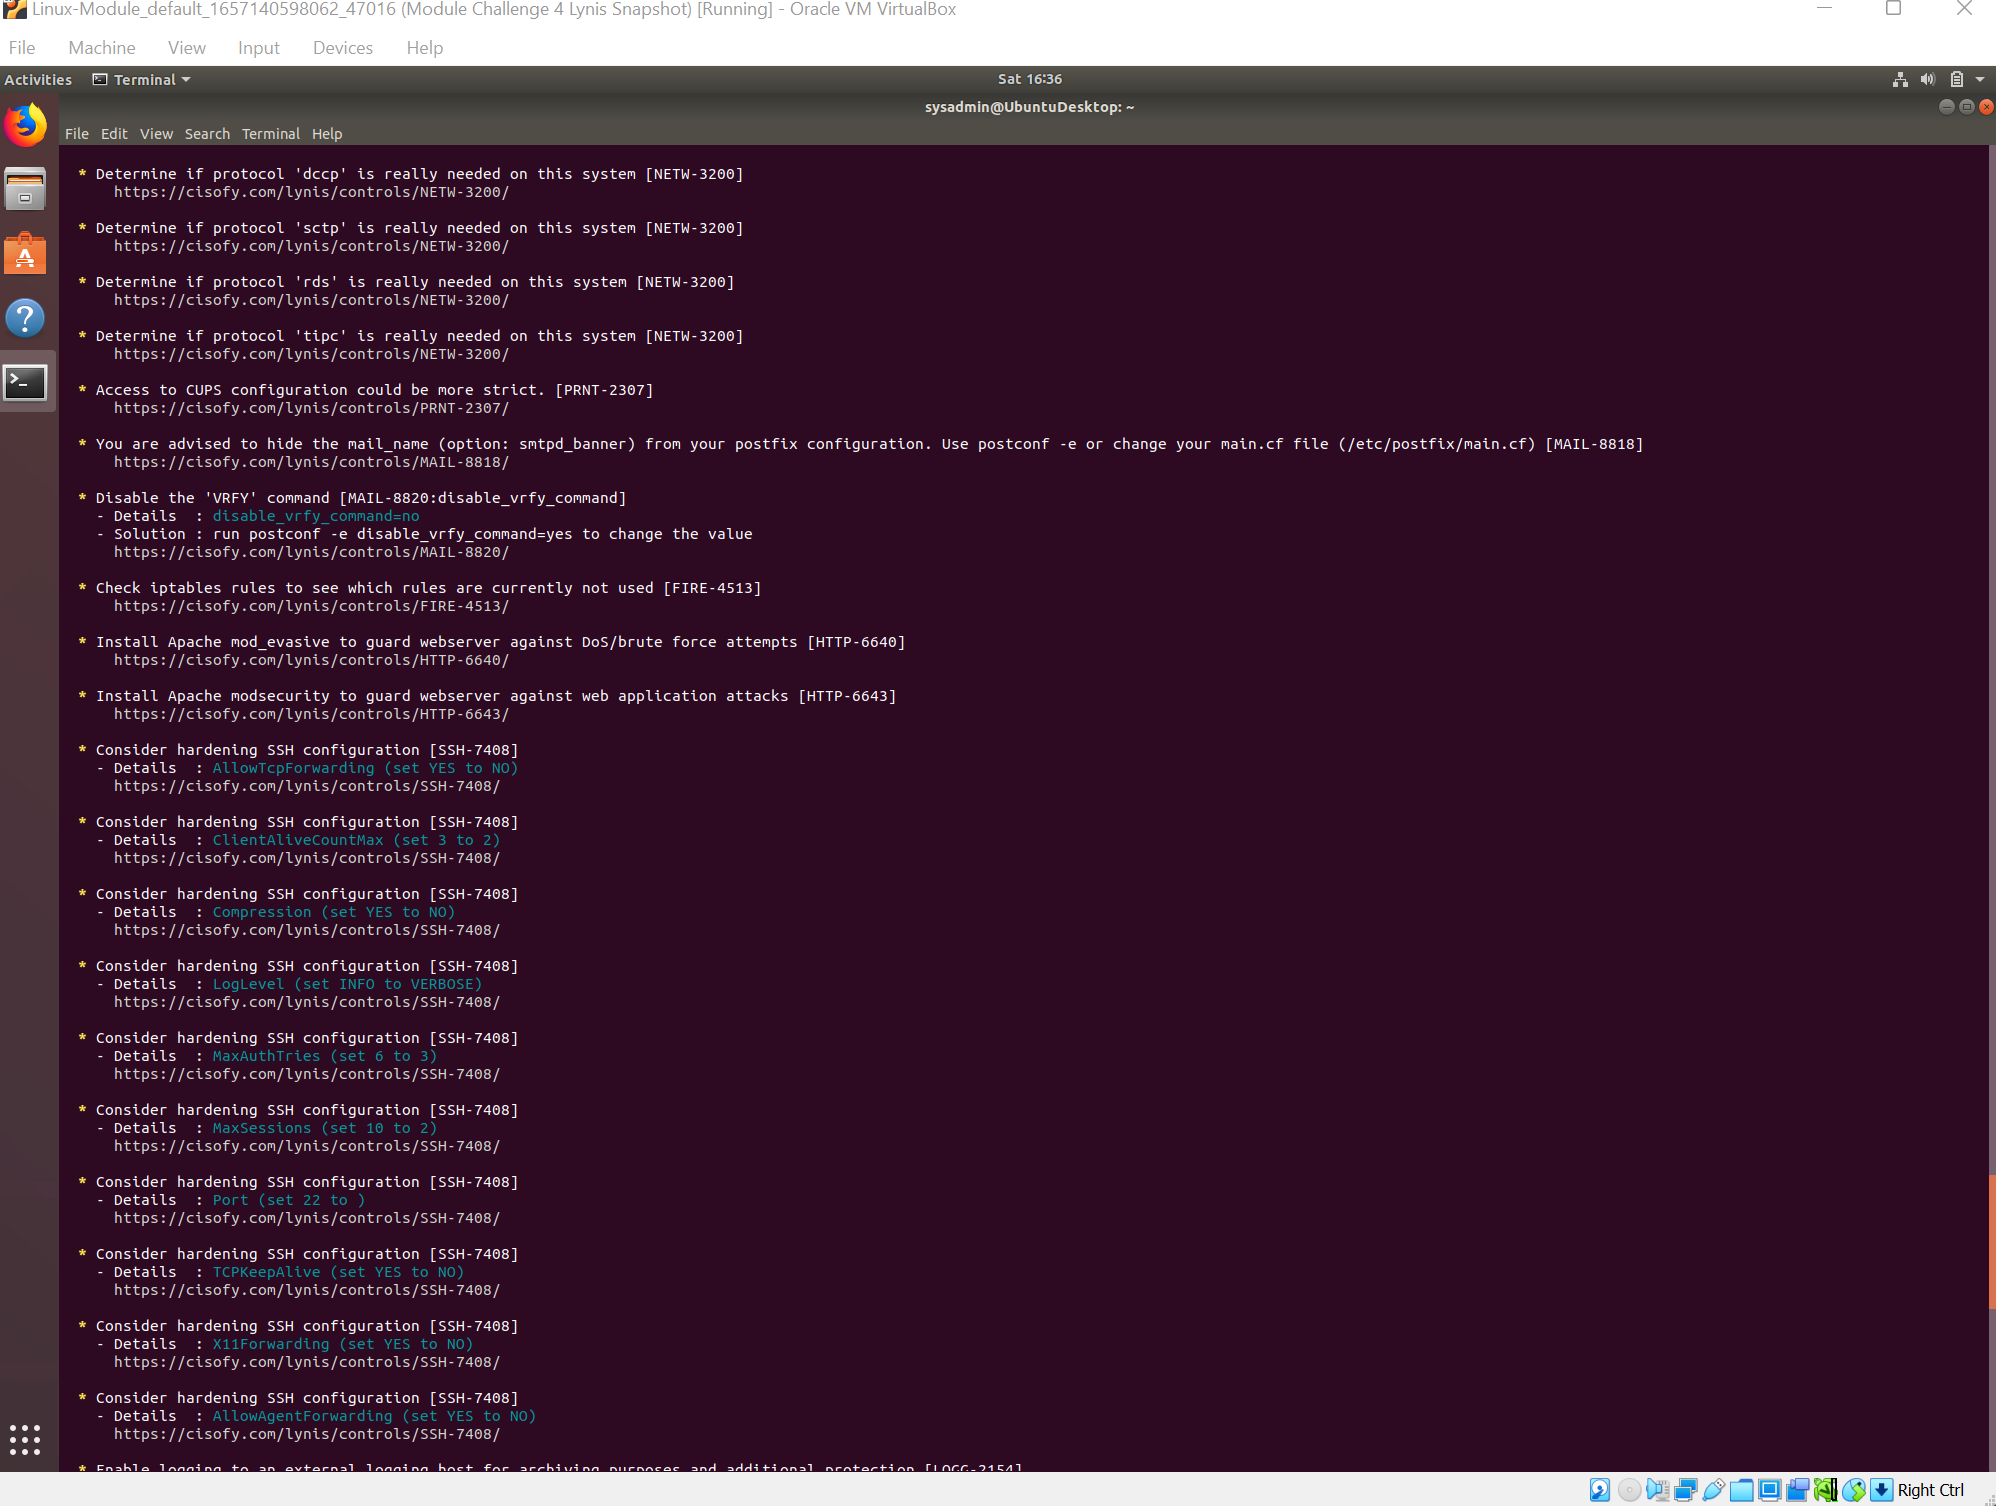 Linux-Module_default_1657140598062_47016 (Module Challenge 4 Lynis Snapshot) [Running] - Oracle VM VirtualBox
File Machine View Input Devices Help
Activities Terminal Sat 16:36
sysadmin@UbuntuDesktop: ~
File Edit View Search Terminal Help
* Determine if protocol 'dccp' is really needed on this system [NETW-3200]
https://cisofy.com/lynis/controls/NETW-3200/
* Determine if protocol 'sctp' is really needed on this system [NETW-3200]
https://cisofy.com/lynis/controls/NETW-3200/
* Determine if protocol 'rds' is really needed on this system [NETW-3200]
https://cisofy.com/lynis/controls/NETW-3200/
* Determine if protocol 'tipc' is really needed on this system [NETW-3200]
https://cisofy.com/lynis/controls/NETW-3200/
* Access to CUPS configuration could be more strict. [PRNT-2307]
https://cisofy.com/lynis/controls/PRNT-2307/
* You are advised to hide the mail_name (option: smtpd_banner) from your postfix configuration. Use postconf -e or change your main.cf file (/etc/postfix/main.cf) [MAIL-8818]
https://cisofy.com/lynis/controls/MAIL-8818/
* Disable the 'VRFY' command [MAIL-8820:disable_vrfy_command]
- Details : disable_vrfy_command=no
- Solution : run postconf -e disable_vrfy_command=yes to change the value
https://cisofy.com/lynis/controls/MAIL-8820/
* Check iptables rules to see which rules are currently not used [FIRE-4513]
https://cisofy.com/lynis/controls/FIRE-4513/
* Install Apache mod_evasive to guard webserver against DoS/brute force attempts [HTTP-6640]
https://cisofy.com/lynis/controls/HTTP-6640/
* Install Apache modsecurity to guard webserver against web application attacks [HTTP-6643]
https://cisofy.com/lynis/controls/HTTP-6643/
* Consider hardening SSH configuration [SSH-7408]
- Details : AllowTcpForwarding (set YES to NO)
https://cisofy.com/lynis/controls/SSH-7408/
* Consider hardening SSH configuration [SSH-7408]
- Details : ClientAliveCountMax (set 3 to 2)
https://cisofy.com/lynis/controls/SSH-7408/
* Consider hardening SSH configuration [SSH-7408]
- Details : Compression (set YES to NO)
https://cisofy.com/lynis/controls/SSH-7408/
* Consider hardening SSH configuration [SSH-7408]
- Details : LogLevel (set INFO to VERBOSE)
https://cisofy.com/lynis/controls/SSH-7408/
* Consider hardening SSH configuration [SSH-7408]
- Details : MaxAuthTries (set 6 to 3)
https://cisofy.com/lynis/controls/SSH-7408/
* Consider hardening SSH configuration [SSH-7408]
- Details : MaxSessions (set 10 to 2)
https://cisofy.com/lynis/controls/SSH-7408/
* Consider hardening SSH configuration [SSH-7408]
- Details : Port (set 22 to )
https://cisofy.com/lynis/controls/SSH-7408/
* Consider hardening SSH configuration [SSH-7408]
- Details : TCPKeepAlive (set YES to NO)
https://cisofy.com/lynis/controls/SSH-7408/
* Consider hardening SSH configuration [SSH-7408]
- Details : X11Forwarding (set YES to NO)
https://cisofy.com/lynis/controls/SSH-7408/
* Consider hardening SSH configuration [SSH-7408]
- Details : AllowAgentForwarding (set YES to NO)
https://cisofy.com/lynis/controls/SSH-7408/
* Enable logging to an external logging host for archiving purposes and additional protection [LOGG-2154]
Right Ctrl